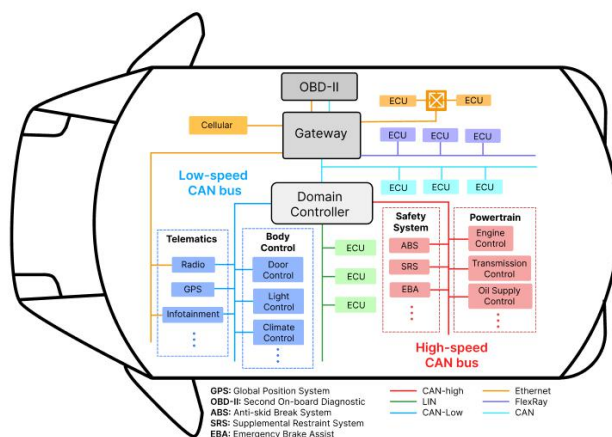 OBD-II
ECU
ECU
Cellular
Gateway
ECU
ECU
ECU
Low-speed
CAN bus
ECU
ECU
ECU
Domain
Controller
Telematics
Body
Control
Safety
System
Powertrain
Radio
Door
Control
ECU
ABS
Engine
Control
GPS
Light
Control
ECU
SRS
Transmission
Control
Infotainment
Climate
Control
ECU
EBA
Oil Supply
Control
High-speed
CAN bus
GPS: Global Position System
OBD-II: Second On-board Diagnostic
ABS: Anti-skid Break System
SRS: Supplemental Restraint System
EBA: Emergency Brake Assist
CAN-high
LIN
CAN-Low
Ethernet
FlexRay
CAN